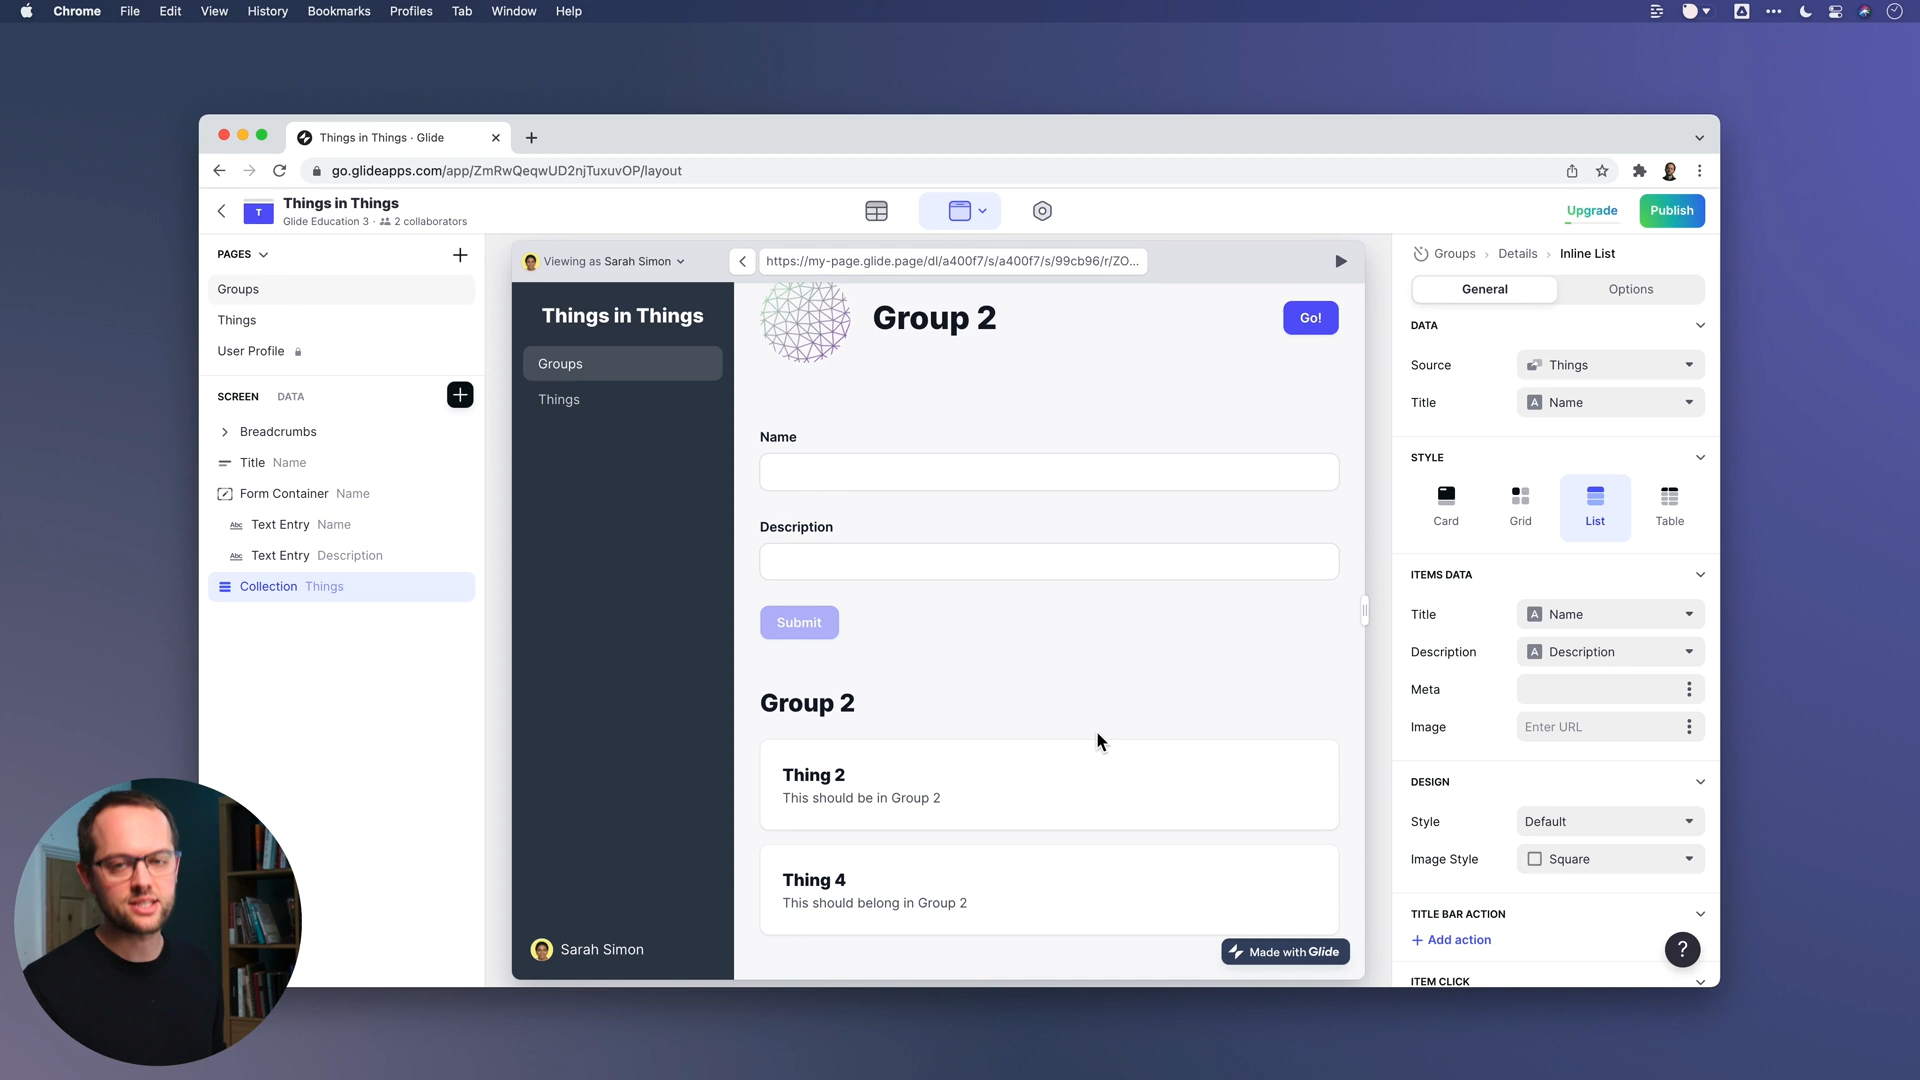 Chrome File Edit View History Bookmarks Profiles Tab Window Help
Things in Things · Glide
go.glideapps.com/app/ZmRwQeqwUD2njTuxuvOP/layout
T
Things in Things
Glide Education 3 · 2 collaborators
Upgrade
Publish
PAGES
Groups
Things
User Profile
SCREEN DATA
Breadcrumbs
Title Name
Form Container Name
Abc Text Entry Name
Abc Text Entry Description
Collection Things
Viewing as Sarah Simon
https://my-page.glide.page/dl/a400f7/s/a400f7/s/99cb96/r/ZO...
Things in Things
Groups
Things
Sarah Simon
Group 2
Go!
Name
Description
Submit
Group 2
Thing 2
This should be in Group 2
Thing 4
This should belong in Group 2
Made with Glide
Groups › Details › Inline List
General Options
DATA
Source Things
Title A Name
STYLE
Card Grid List Table
ITEMS DATA
Title A Name
Description A Description
Meta
Image Enter URL
DESIGN
Style Default
Image Style Square
TITLE BAR ACTION
+ Add action
?
ITEM CLICK